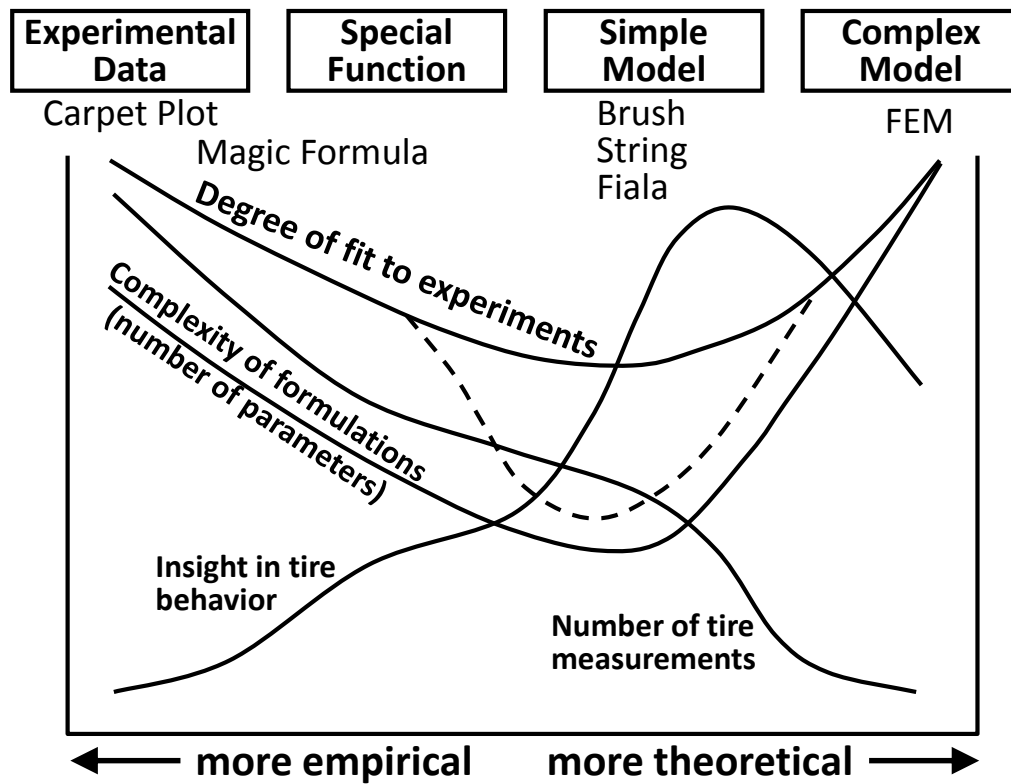 Experimental
Data
Special
Function
Simple
Model
Complex
Model
Carpet Plot
Magic Formula
Brush
String
Fiala
FEM
Degree of fit to experiments
Complexity of formulations
(number of parameters)
Insight in tire
behavior
Number of tire
measurements
more empirical
more theoretical